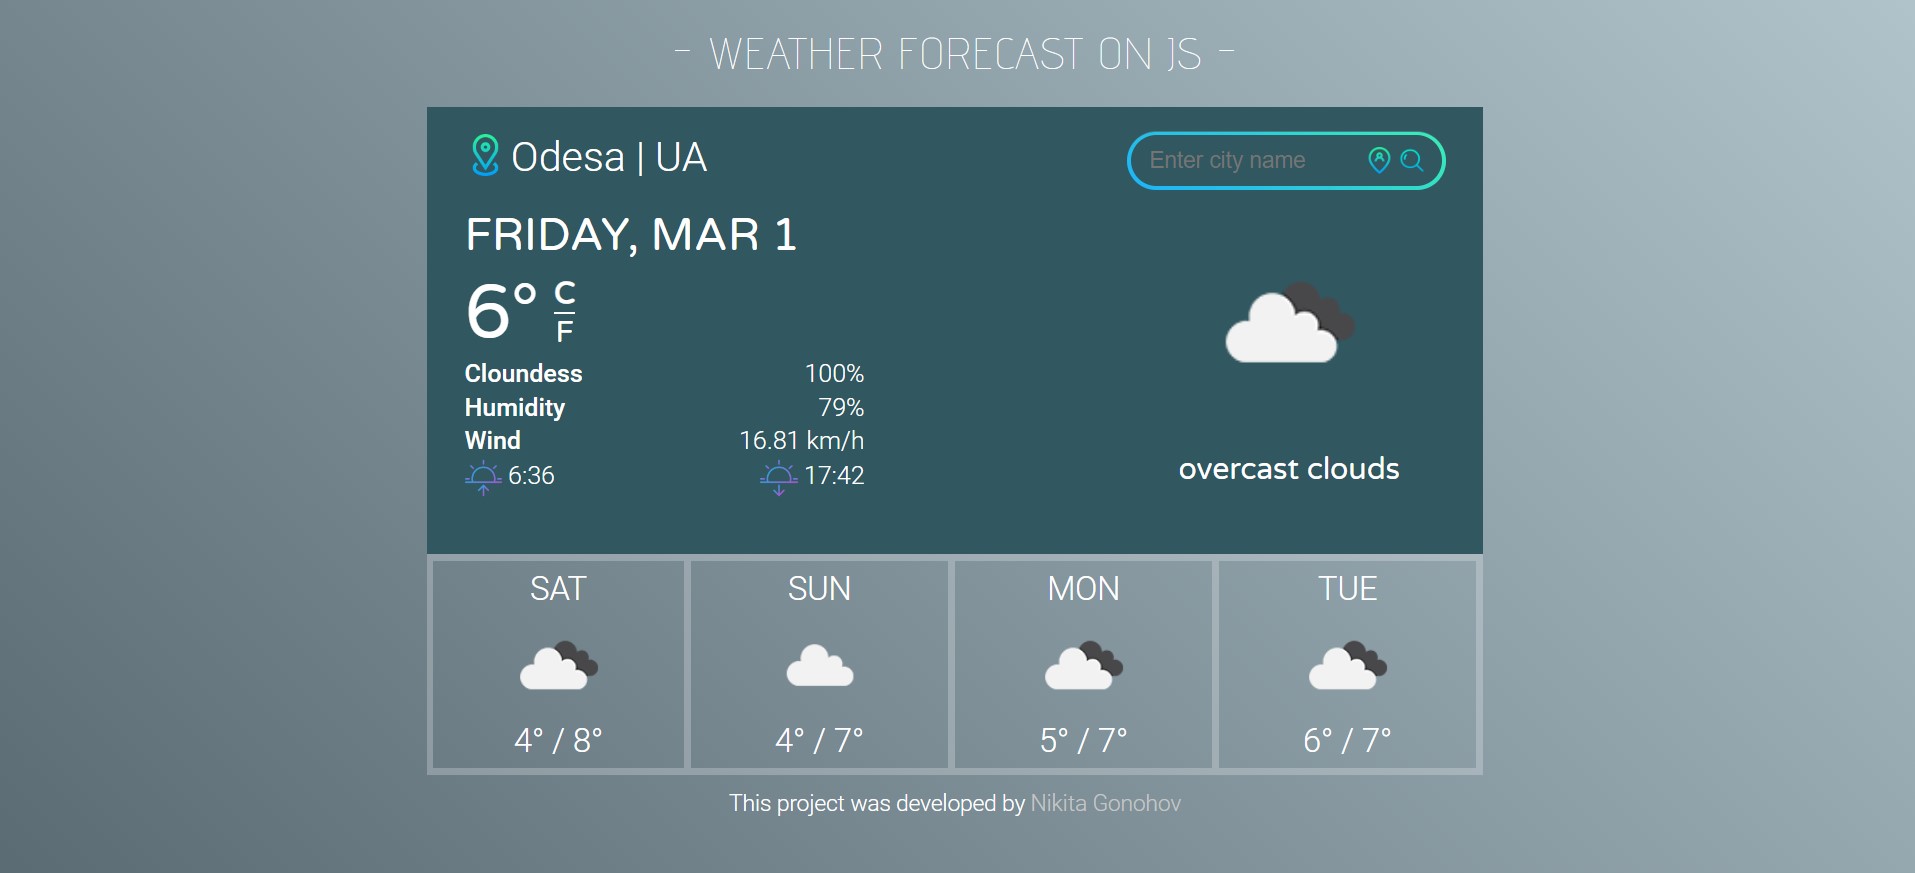 - WEATHER FORECAST ON JS -
Odesa | UA
Enter city name
FRIDAY, MAR 1
6° C
F
Cloundess 100%
Humidity 79%
Wind 16.81 km/h
6:36 17:42
overcast clouds
SAT SUN MON TUE
4° / 8° 4° / 7° 5° / 7° 6° / 7°
This project was developed by Nikita Gonohov